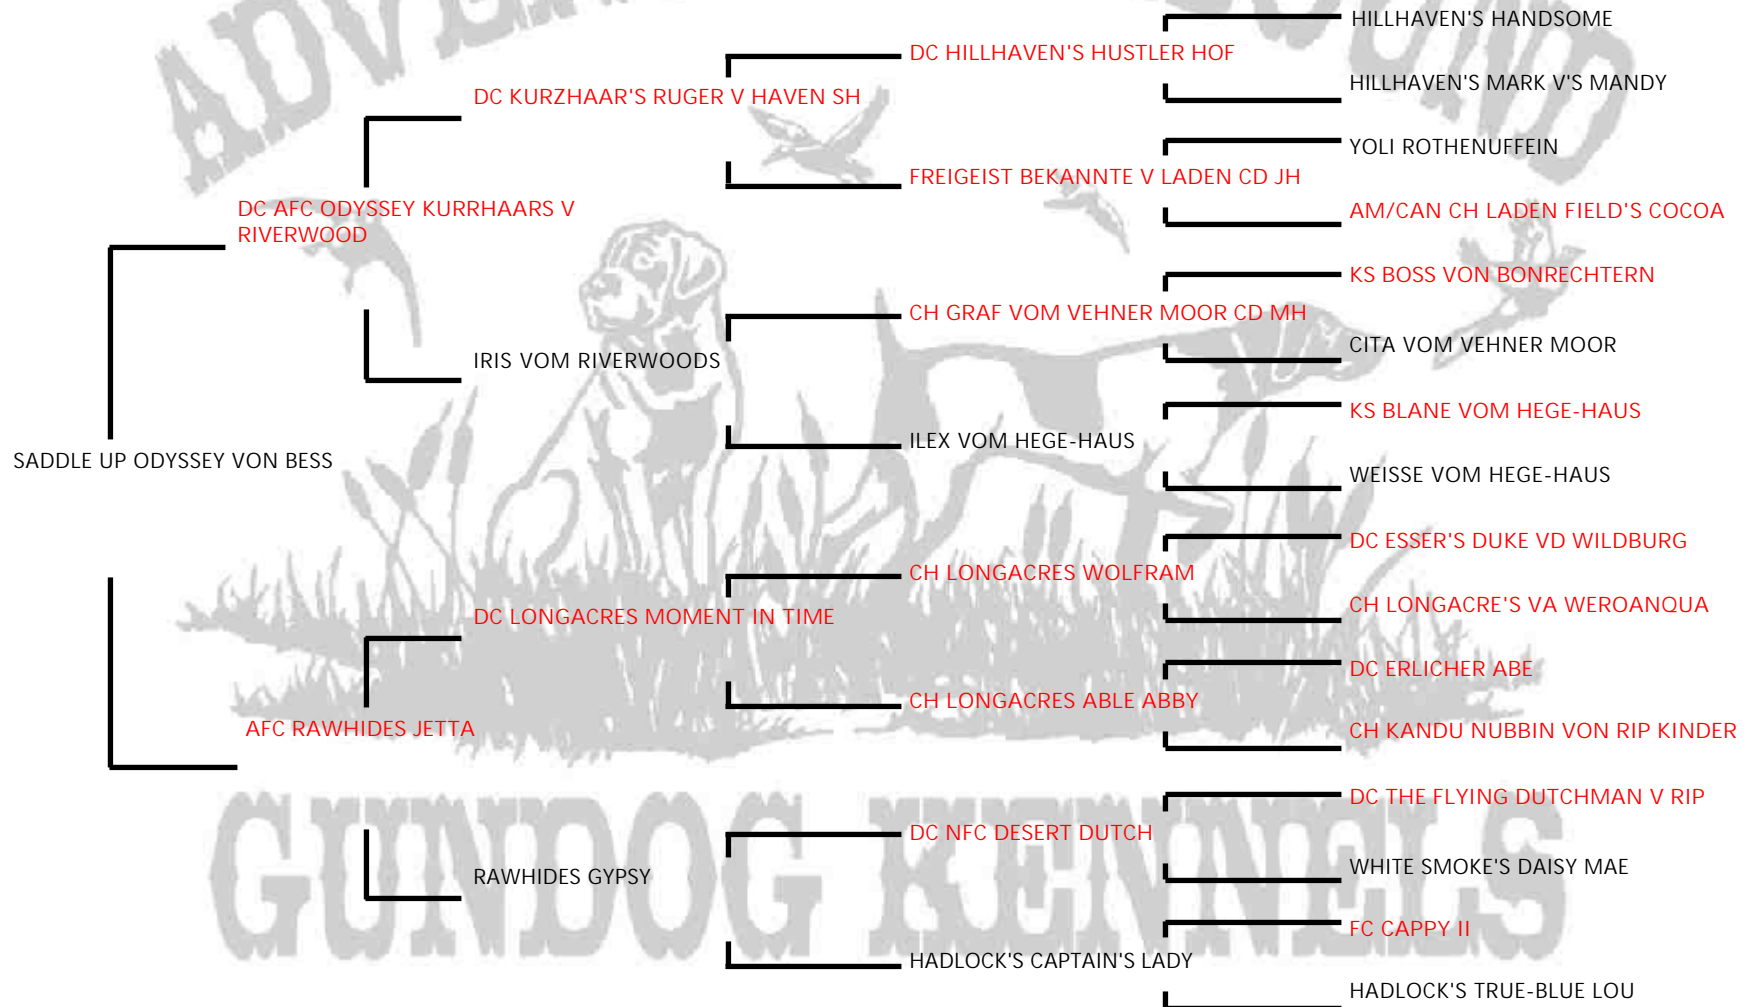 ADVE
OUND
HILLHAVEN'S HANDSOME
DC HILLHAVEN'S HUSTLER HOF
HILLHAVEN'S MARK V'S MANDY
DC KURZHAAR'S RUGER V HAVEN SH
YOLI ROTHENUFFEIN
FREIGEIST BEKANNTE V LADEN CD JH
AM/CAN CH LADEN FIELD'S COCOA
DC AFC ODYSSEY KURRHAARS V
RIVERWOOD
KS BOSS VON BONRECHTERN
CH GRAF VOM VEHNER MOOR CD MH
CITA VOM VEHNER MOOR
IRIS VOM RIVERWOODS
KS BLANE VOM HEGE-HAUS
ILEX VOM HEGE-HAUS
WEISSE VOM HEGE-HAUS
SADDLE UP ODYSSEY VON BESS
DC ESSER'S DUKE VD WILDBURG
CH LONGACRES WOLFRAM
CH LONGACRE'S VA WEROANQUA
DC LONGACRES MOMENT IN TIME
DC ERLICHER ABE
CH LONGACRES ABLE ABBY
CH KANDU NUBBIN VON RIP KINDER
AFC RAWHIDES JETTA
DC THE FLYING DUTCHMAN V RIP
DC NFC DESERT DUTCH
WHITE SMOKE'S DAISY MAE
RAWHIDES GYPSY
FC CAPPY II
HADLOCK'S CAPTAIN'S LADY
HADLOCK'S TRUE-BLUE LOU
GUNDOG KENNELS